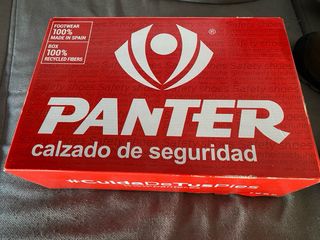 FOOTWEAR
100%
MADE IN SPAIN
BOX
100%
RECYCLED FIBERS
®
PANTER
calzado de seguridad
#CuidaDeTusPies